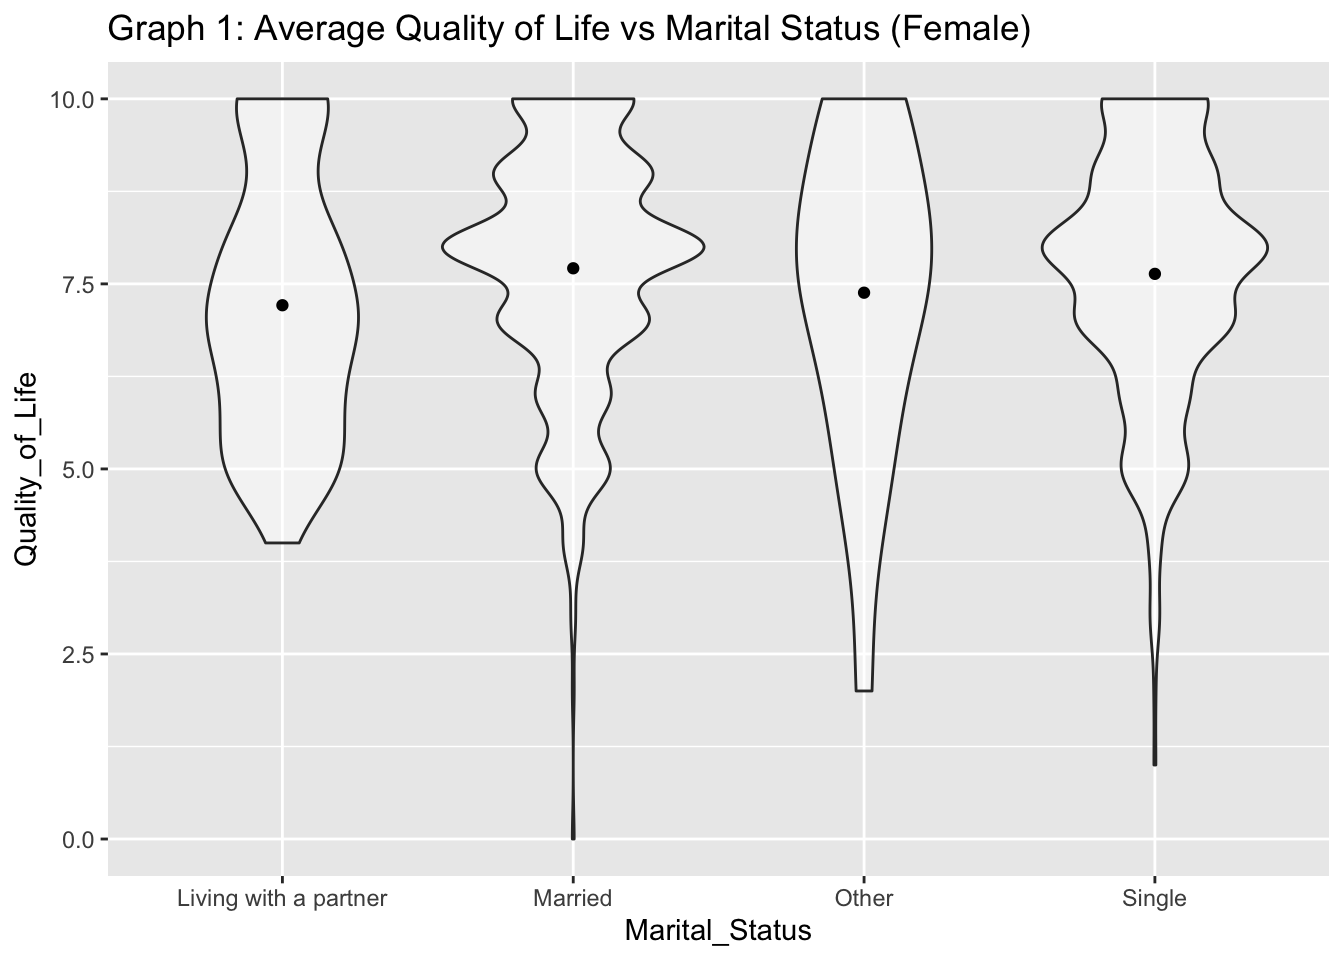 Graph 1: Average Quality of Life vs Marital Status (Female)
10.0
7.5
5.0
2.5
0.0
Quality_of_Life
Living with a partner
Married
Other
Single
Marital_Status